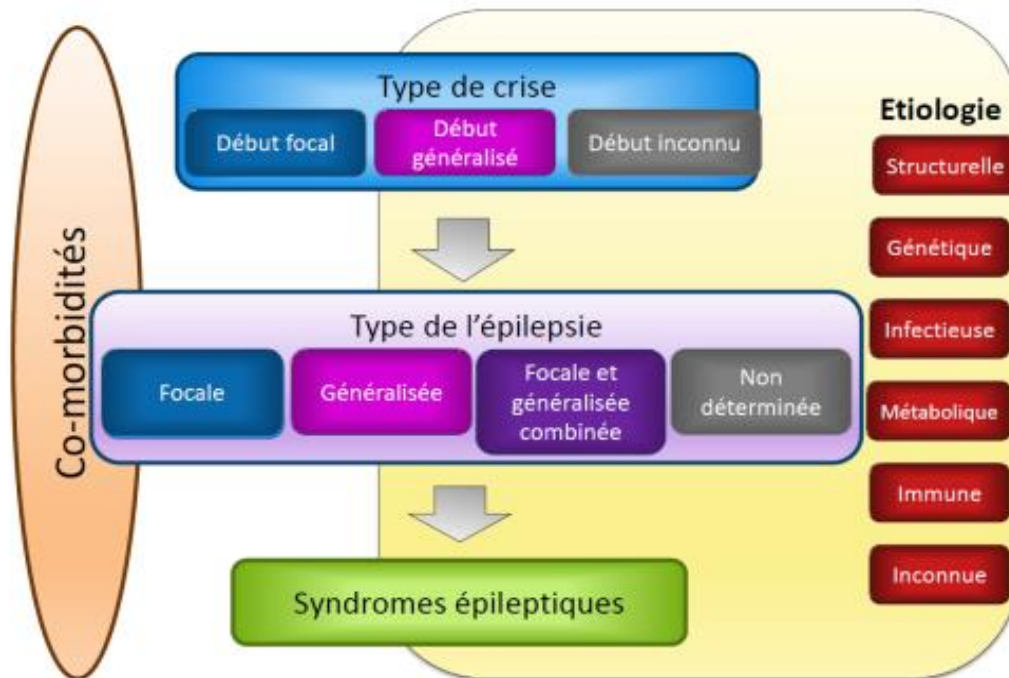 Co-morbidités
Type de crise
Début focal
Début
généralisé
Début inconnu
Type de l'épilepsie
Focale
Généralisée
Focale et
généralisée
combinée
Non
déterminée
Syndromes épileptiques
Etiologie
Structurelle
Génétique
Infectieuse
Métabolique
Immune
Inconnue